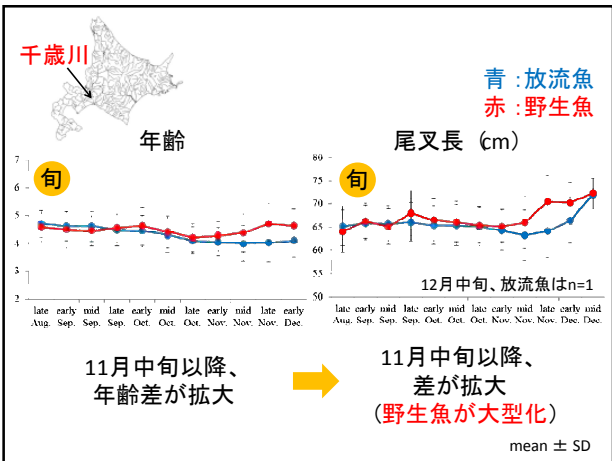 千歳川
青：放流魚
赤：野生魚
年齢
尾叉長（cm）
旬
7
6
5
4
3
2
late Aug. early Sep. mid Sep. late Sep. early Oct. mid Oct. late Oct. early Nov. mid Nov. late Nov. early Dec.
旬
80
75
70
65
60
55
50
12月中旬、放流魚はn=1
late Aug. early Sep. mid Sep. late Sep. early Oct. mid Oct. late Oct. early Nov. mid Nov. late Nov. early Dec. mid Dec.
11月中旬以降、
年齢差が拡大
11月中旬以降、
差が拡大
（野生魚が大型化）
mean ± SD